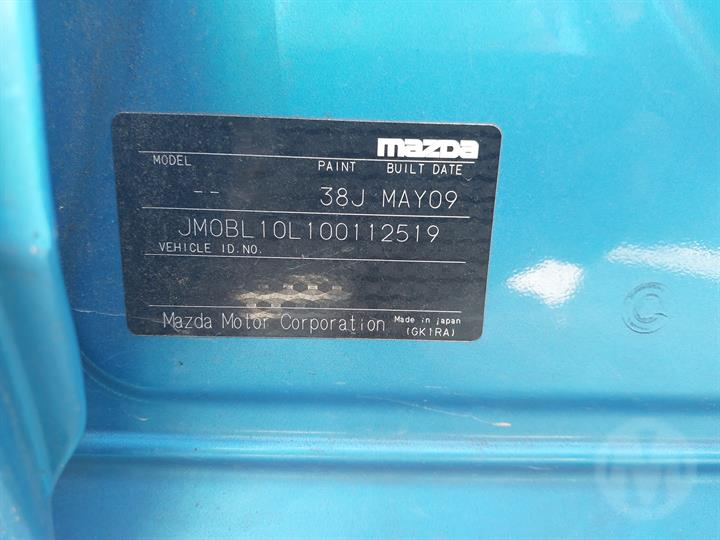 mazda
MODEL PAINT BUILT DATE
-- 38J MAY09
JM0BL10L100112519
VEHICLE ID.NO.
Mazda Motor Corporation Made in japan
(GK1RA)